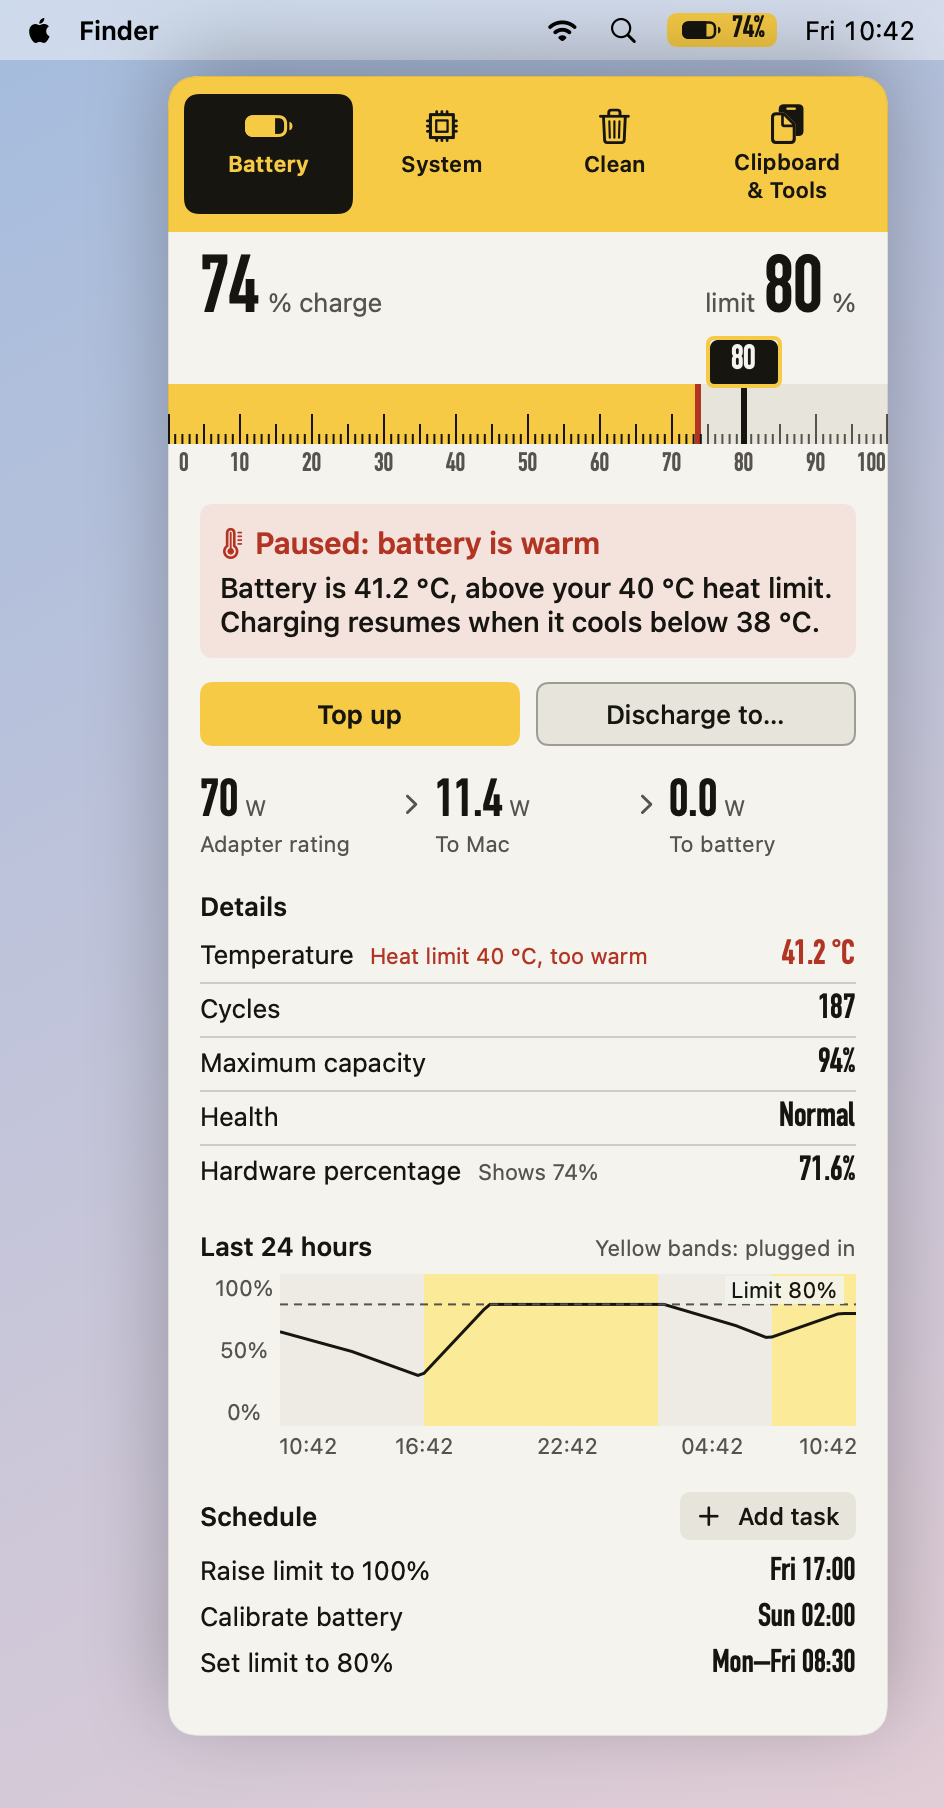 Finder
74%
Fri 10:42
Battery
System
Clean
Clipboard
& Tools
74 % charge
limit 80 %
80
0 10 20 30 40 50 60 70 80 90 100
Paused: battery is warm
Battery is 41.2 °C, above your 40 °C heat limit.
Charging resumes when it cools below 38 °C.
Top up
Discharge to...
70 W > 11.4 W > 0.0 W
Adapter rating To Mac To battery
Details
Temperature Heat limit 40 °C, too warm 41.2 °C
Cycles 187
Maximum capacity 94%
Health Normal
Hardware percentage Shows 74% 71.6%
Last 24 hours Yellow bands: plugged in
100%
Limit 80%
50%
0%
10:42 16:42 22:42 04:42 10:42
Schedule + Add task
Raise limit to 100% Fri 17:00
Calibrate battery Sun 02:00
Set limit to 80% Mon–Fri 08:30